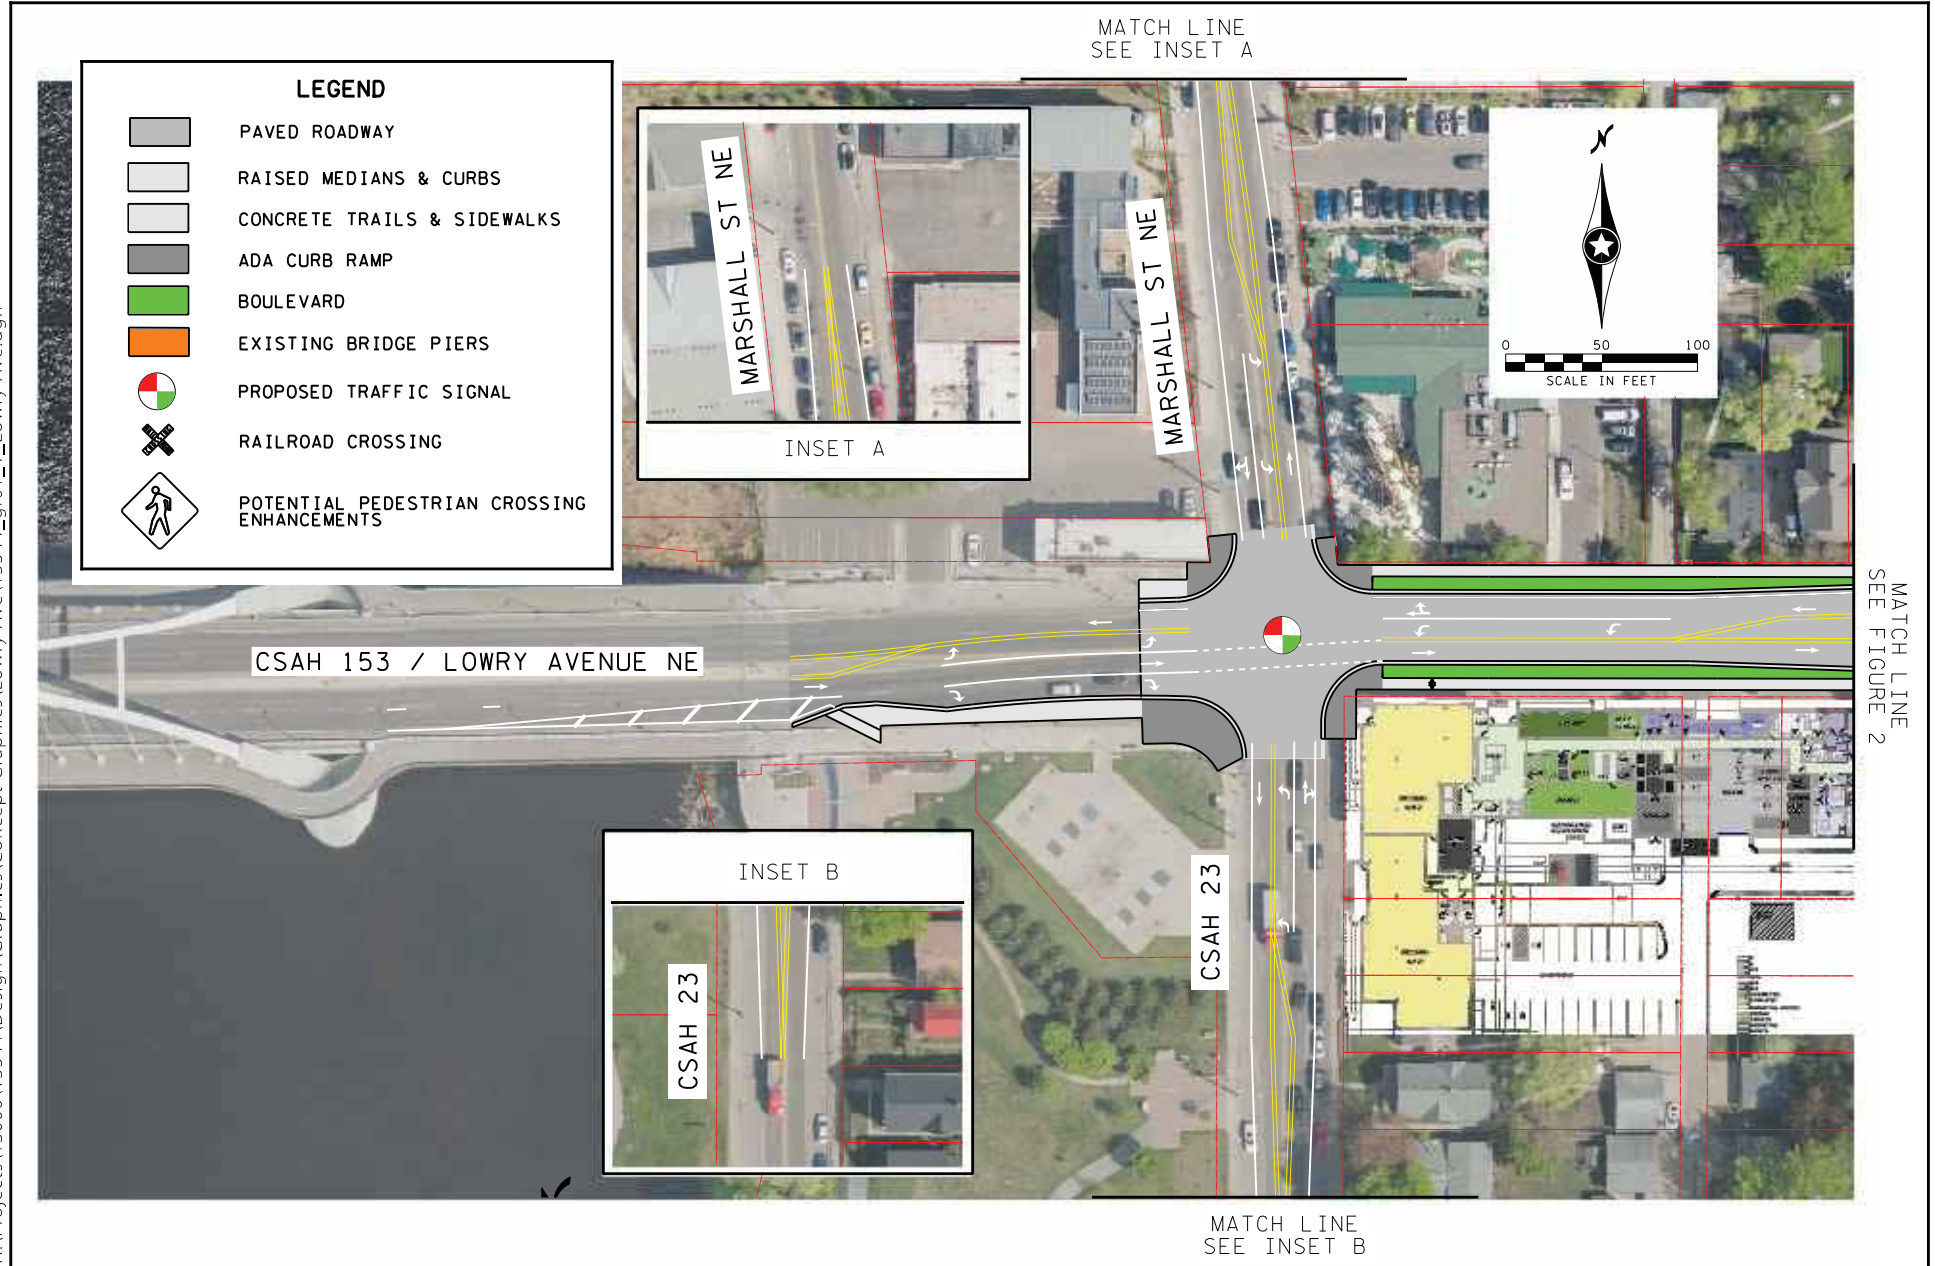 MATCH LINE
SEE INSET A
LEGEND
PAVED ROADWAY
RAISED MEDIANS & CURBS
CONCRETE TRAILS & SIDEWALKS
ADA CURB RAMP
BOULEVARD
EXISTING BRIDGE PIERS
PROPOSED TRAFFIC SIGNAL
RAILROAD CROSSING
POTENTIAL PEDESTRIAN CROSSING
ENHANCEMENTS
MARSHALL ST NE
INSET A
MARSHALL ST NE
N
0 50 100
SCALE IN FEET
CSAH 153 / LOWRY AVENUE NE
MATCH LINE
SEE FIGURE 2
INSET B
CSAH 23
CSAH 23
MATCH LINE
SEE INSET B